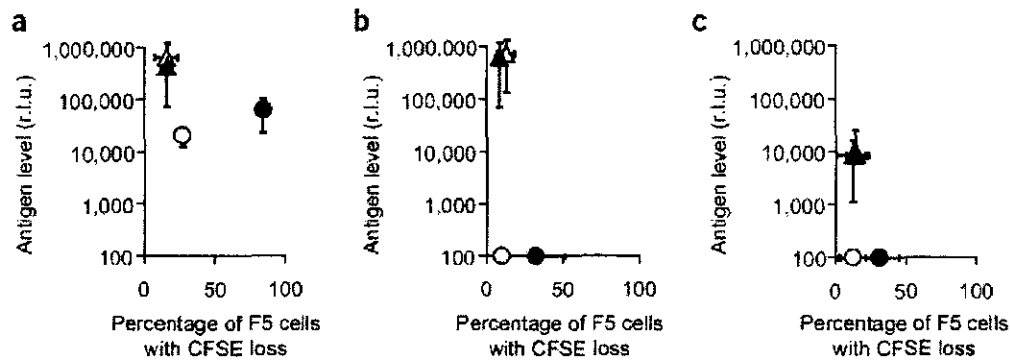 a
Antigen level (r.l.u.)
1,000,000
100,000
10,000
1,000
100
0
50
100
Percentage of F5 cells
with CFSE loss
b
Antigen level (r.l.u.)
1,000,000
100,000
10,000
1,000
100
0
50
100
Percentage of F5 cells
with CFSE loss
c
Antigen level (r.l.u.)
1,000,000
100,000
10,000
1,000
100
0
50
100
Percentage of F5 cells
with CFSE loss